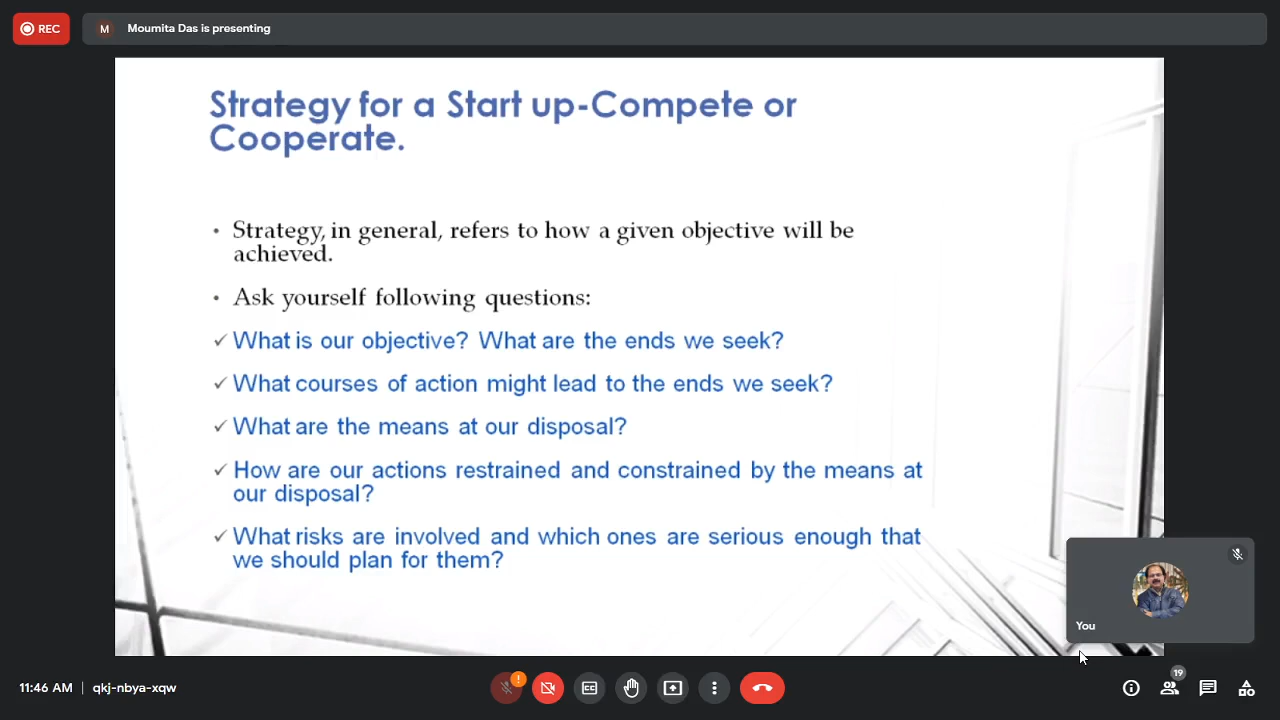 REC
M
Moumita Das is presenting
Strategy for a Start up-Compete or
Cooperate.
• Strategy, in general, refers to how a given objective will be
achieved.
• Ask yourself following questions:
✓ What is our objective? What are the ends we seek?
✓ What courses of action might lead to the ends we seek?
✓ What are the means at our disposal?
✓ How are our actions restrained and constrained by the means at
our disposal?
✓ What risks are involved and which ones are serious enough that
we should plan for them?
You
11:46 AM | qkj-nbya-xqw
!
CC
19